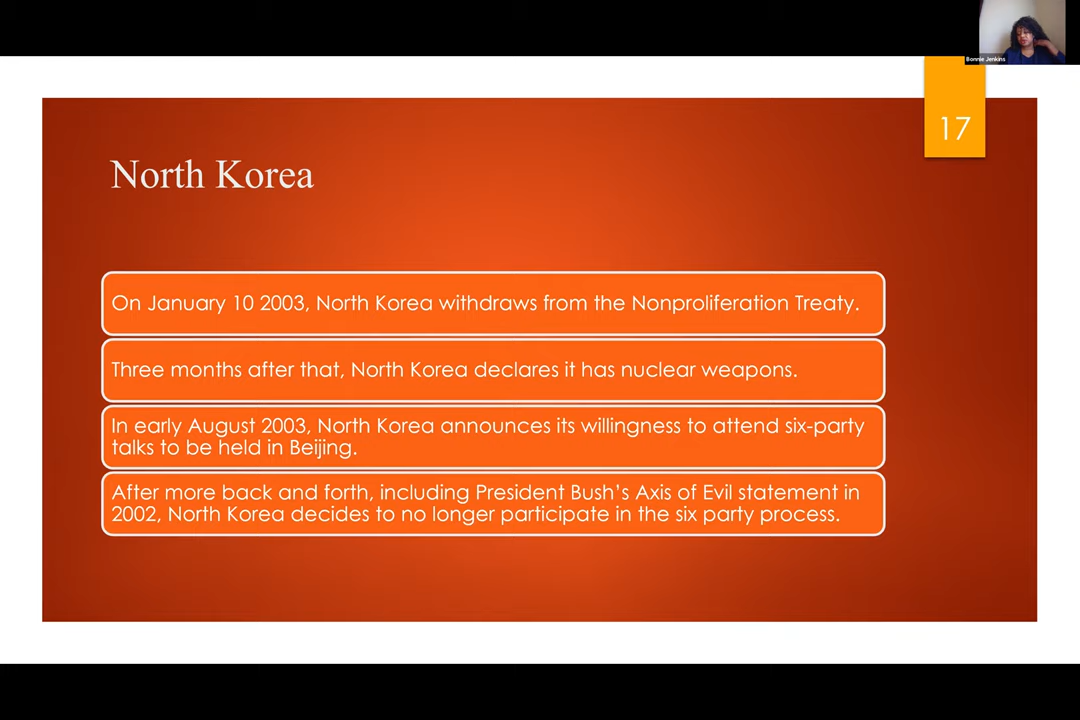 Bonnie Jenkins
17
North Korea
On January 10 2003, North Korea withdraws from the Nonproliferation Treaty.
Three months after that, North Korea declares it has nuclear weapons.
In early August 2003, North Korea announces its willingness to attend six-party
talks to be held in Beijing.
After more back and forth, including President Bush’s Axis of Evil statement in
2002, North Korea decides to no longer participate in the six party process.